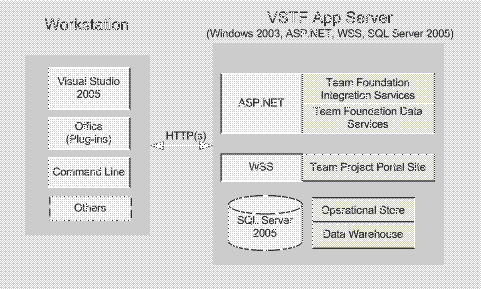 Workstation
Visual Studio
2005
Office
(Plug-ins)
Command Line
Others
HTTP(s)
VSTF App Server
(Windows 2003, ASP.NET, WSS, SQL Server 2005)
ASP.NET
Team Foundation
Integration Services
Team Foundation Data
Services
WSS
Team Project Portal Site
SQL Server
2005
Operational Store
Data Warehouse